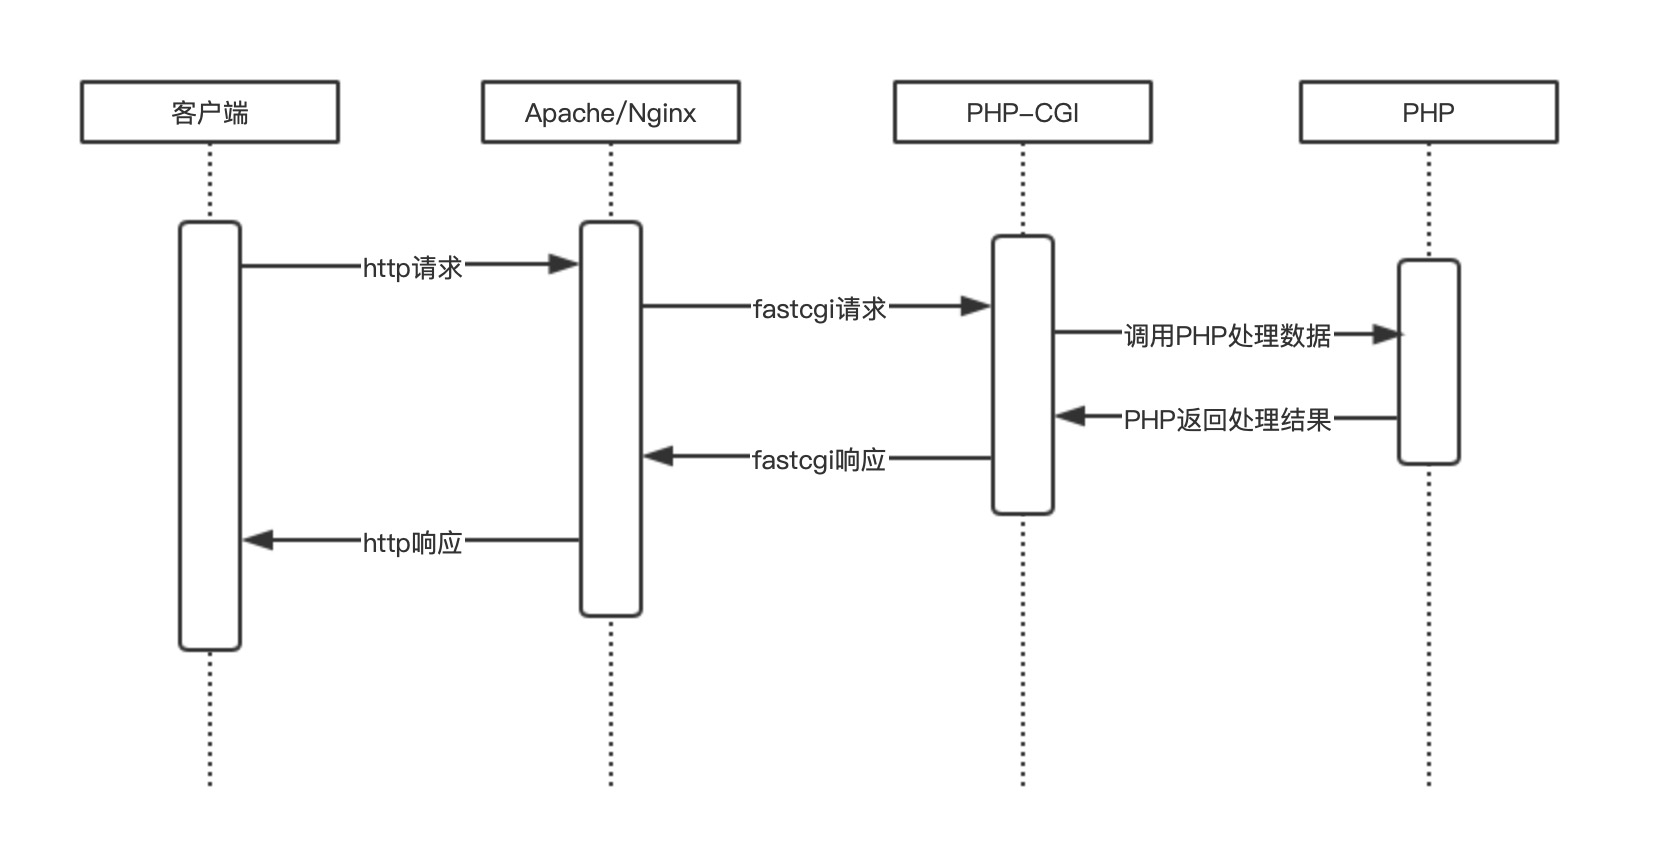 客户端
Apache/Nginx
PHP-CGI
PHP
http请求
fastcgi请求
调用PHP处理数据
PHP返回处理结果
fastcgi响应
http响应